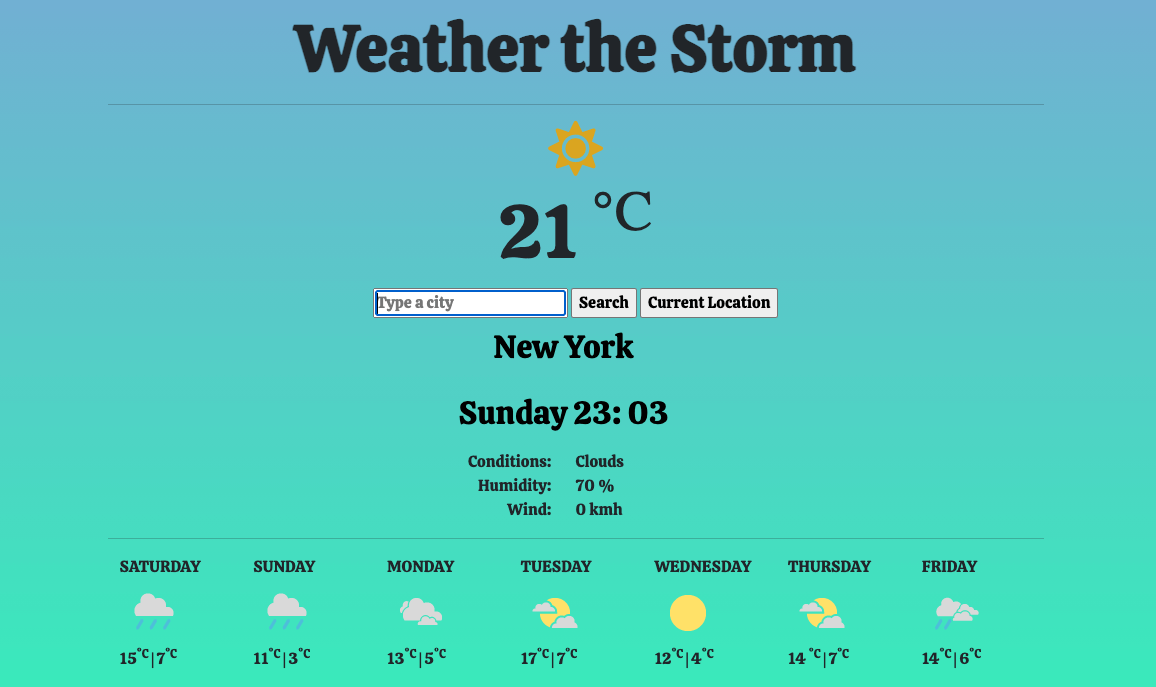 Weather the Storm
21 °C
Type a city Search Current Location
New York
Sunday 23: 03
Conditions: Clouds
Humidity: 70 %
Wind: 0 kmh
SATURDAY SUNDAY MONDAY TUESDAY WEDNESDAY THURSDAY FRIDAY
15°C|7°C 11°C|3°C 13°C|5°C 17°C|7°C 12°C|4°C 14 °C|7°C 14°C|6°C